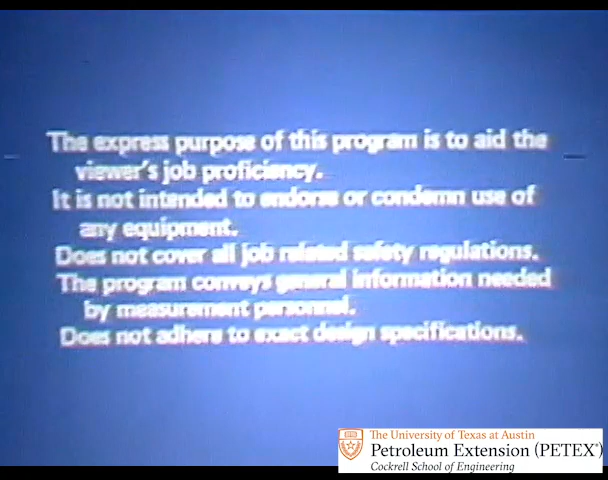 The express purpose of this program is to aid the
viewer's job proficiency.
It is not intended to endorse or condemn use of
any equipment.
Does not cover all job related safety regulations.
The program conveys general information needed
by measurement personnel.
Does not adhere to exact design specifications.
The University of Texas at Austin
Petroleum Extension (PETEX®)
Cockrell School of Engineering